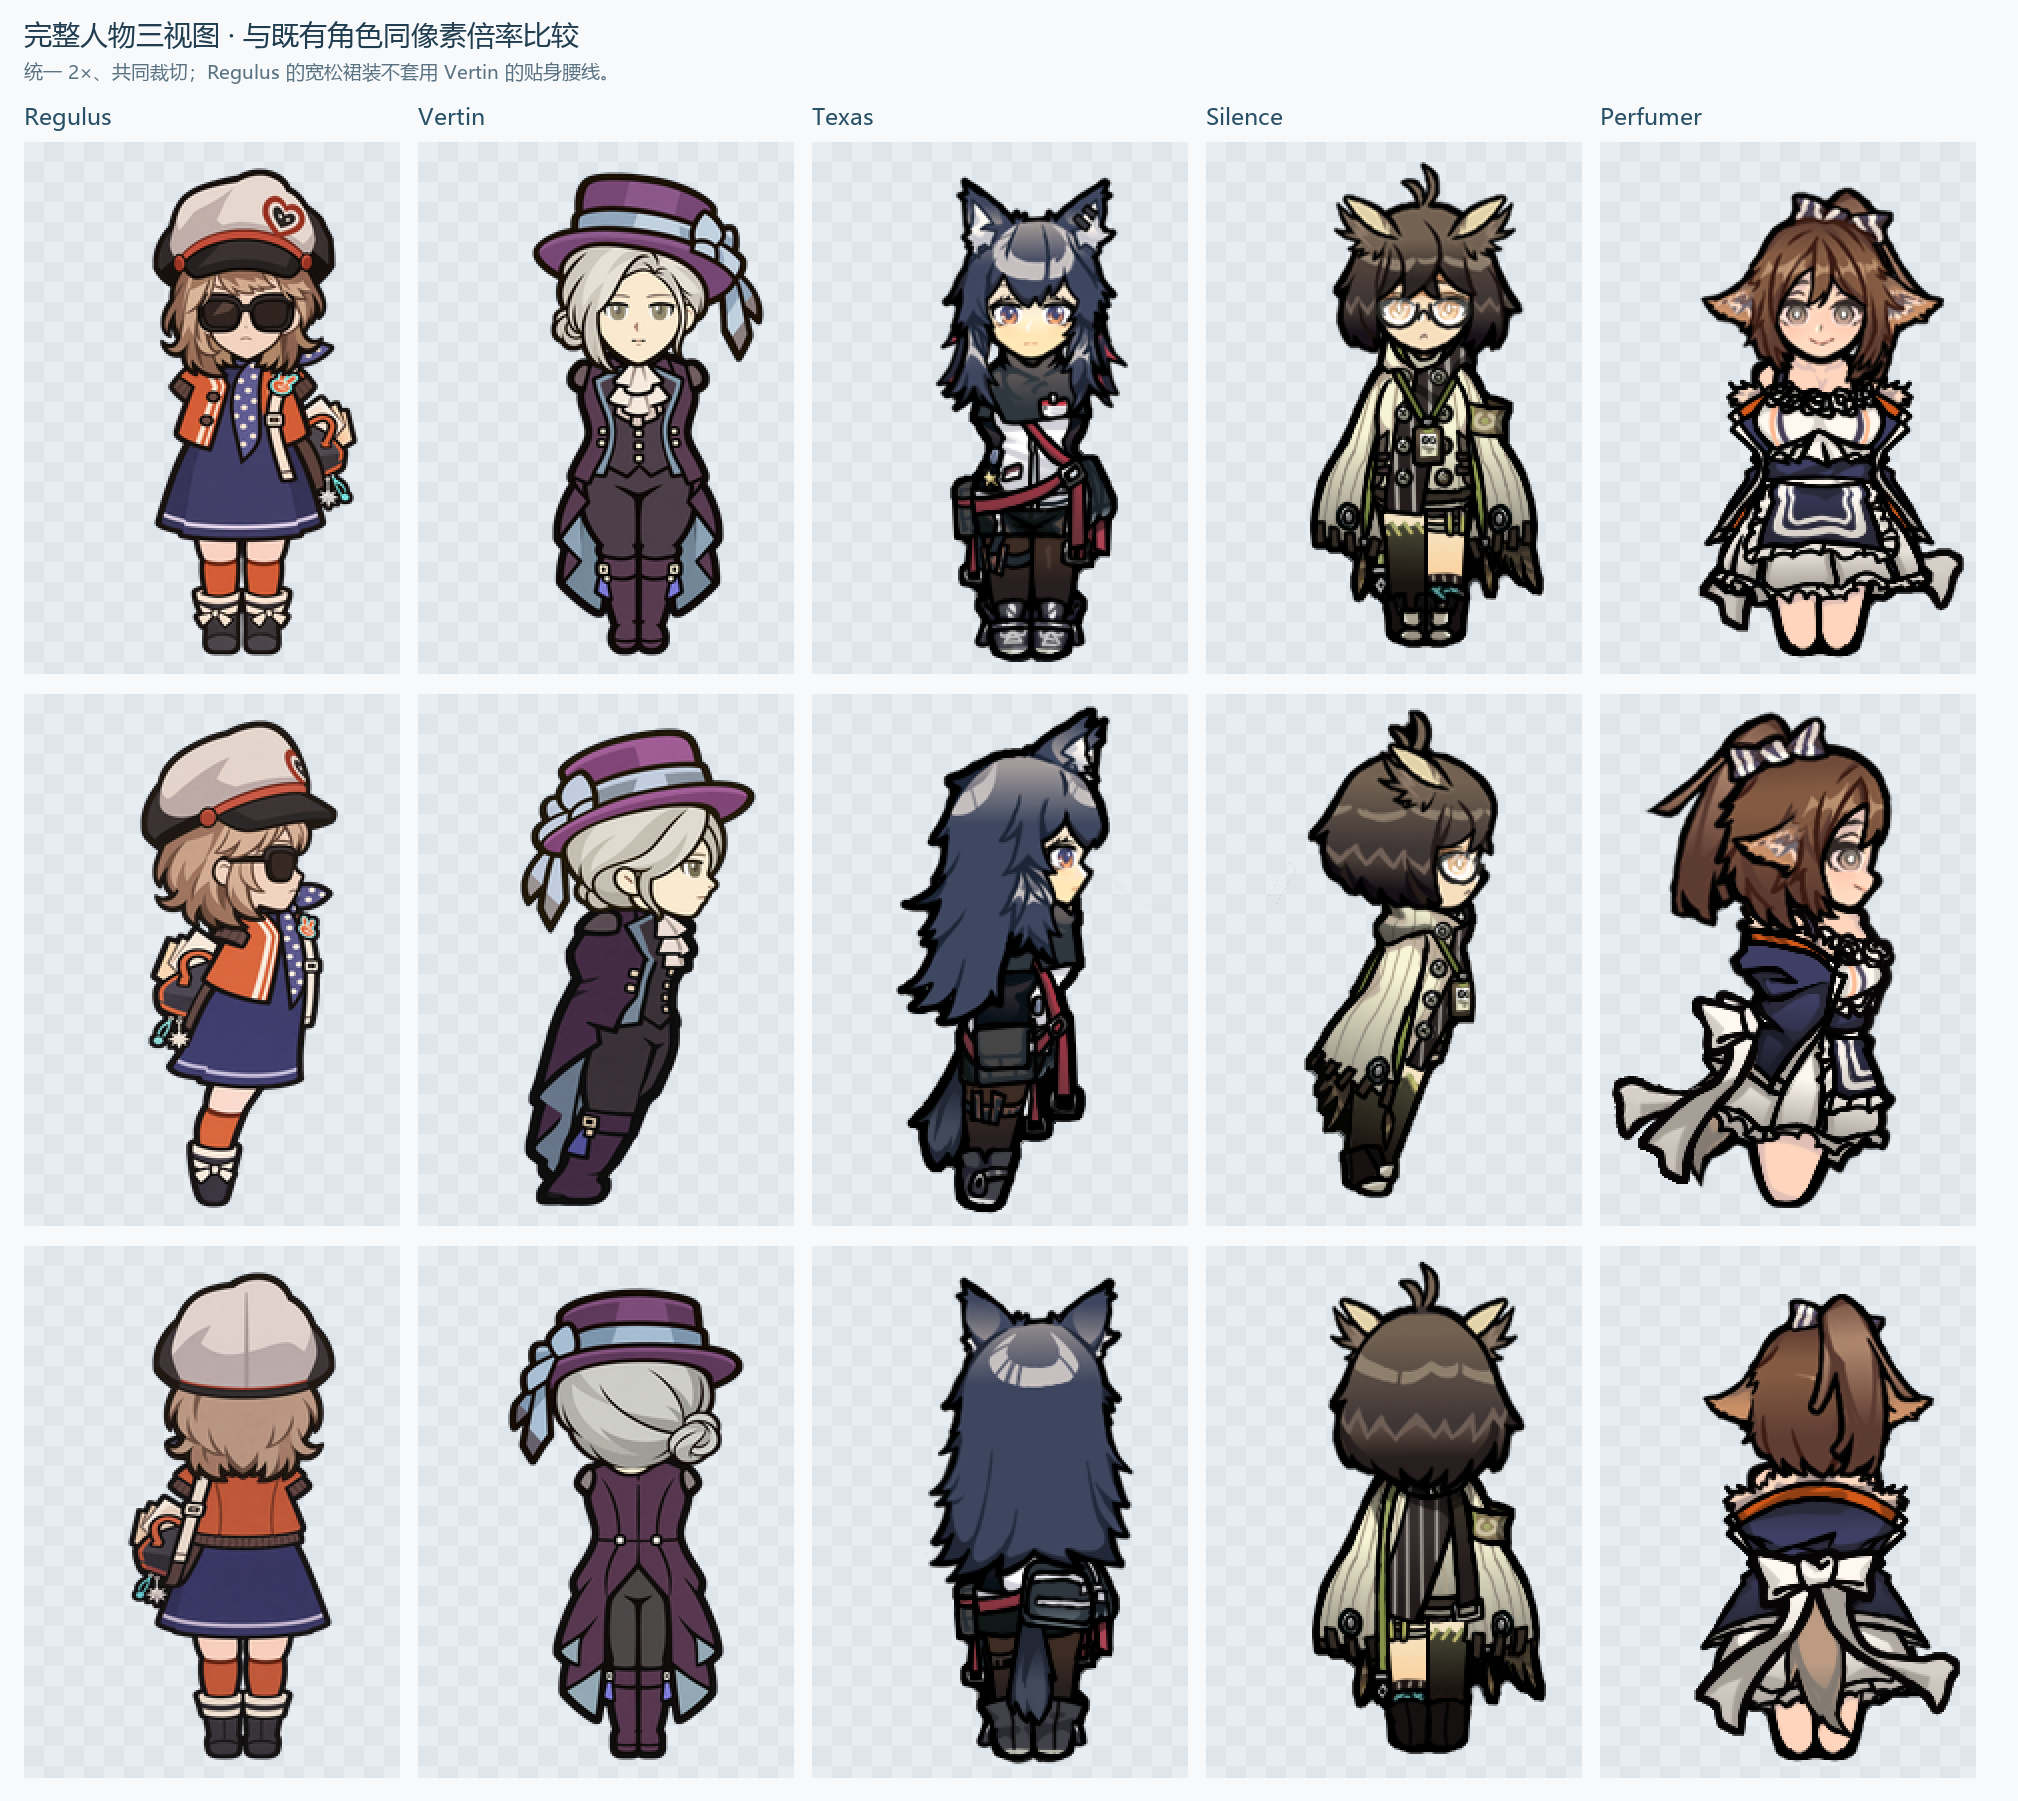 完整人物三视图 · 与既有角色同像素倍率比较
统一 2×、共同裁切；Regulus 的宽松裙装不套用 Vertin 的贴身腰线。
Regulus
Vertin
Texas
Silence
Perfumer